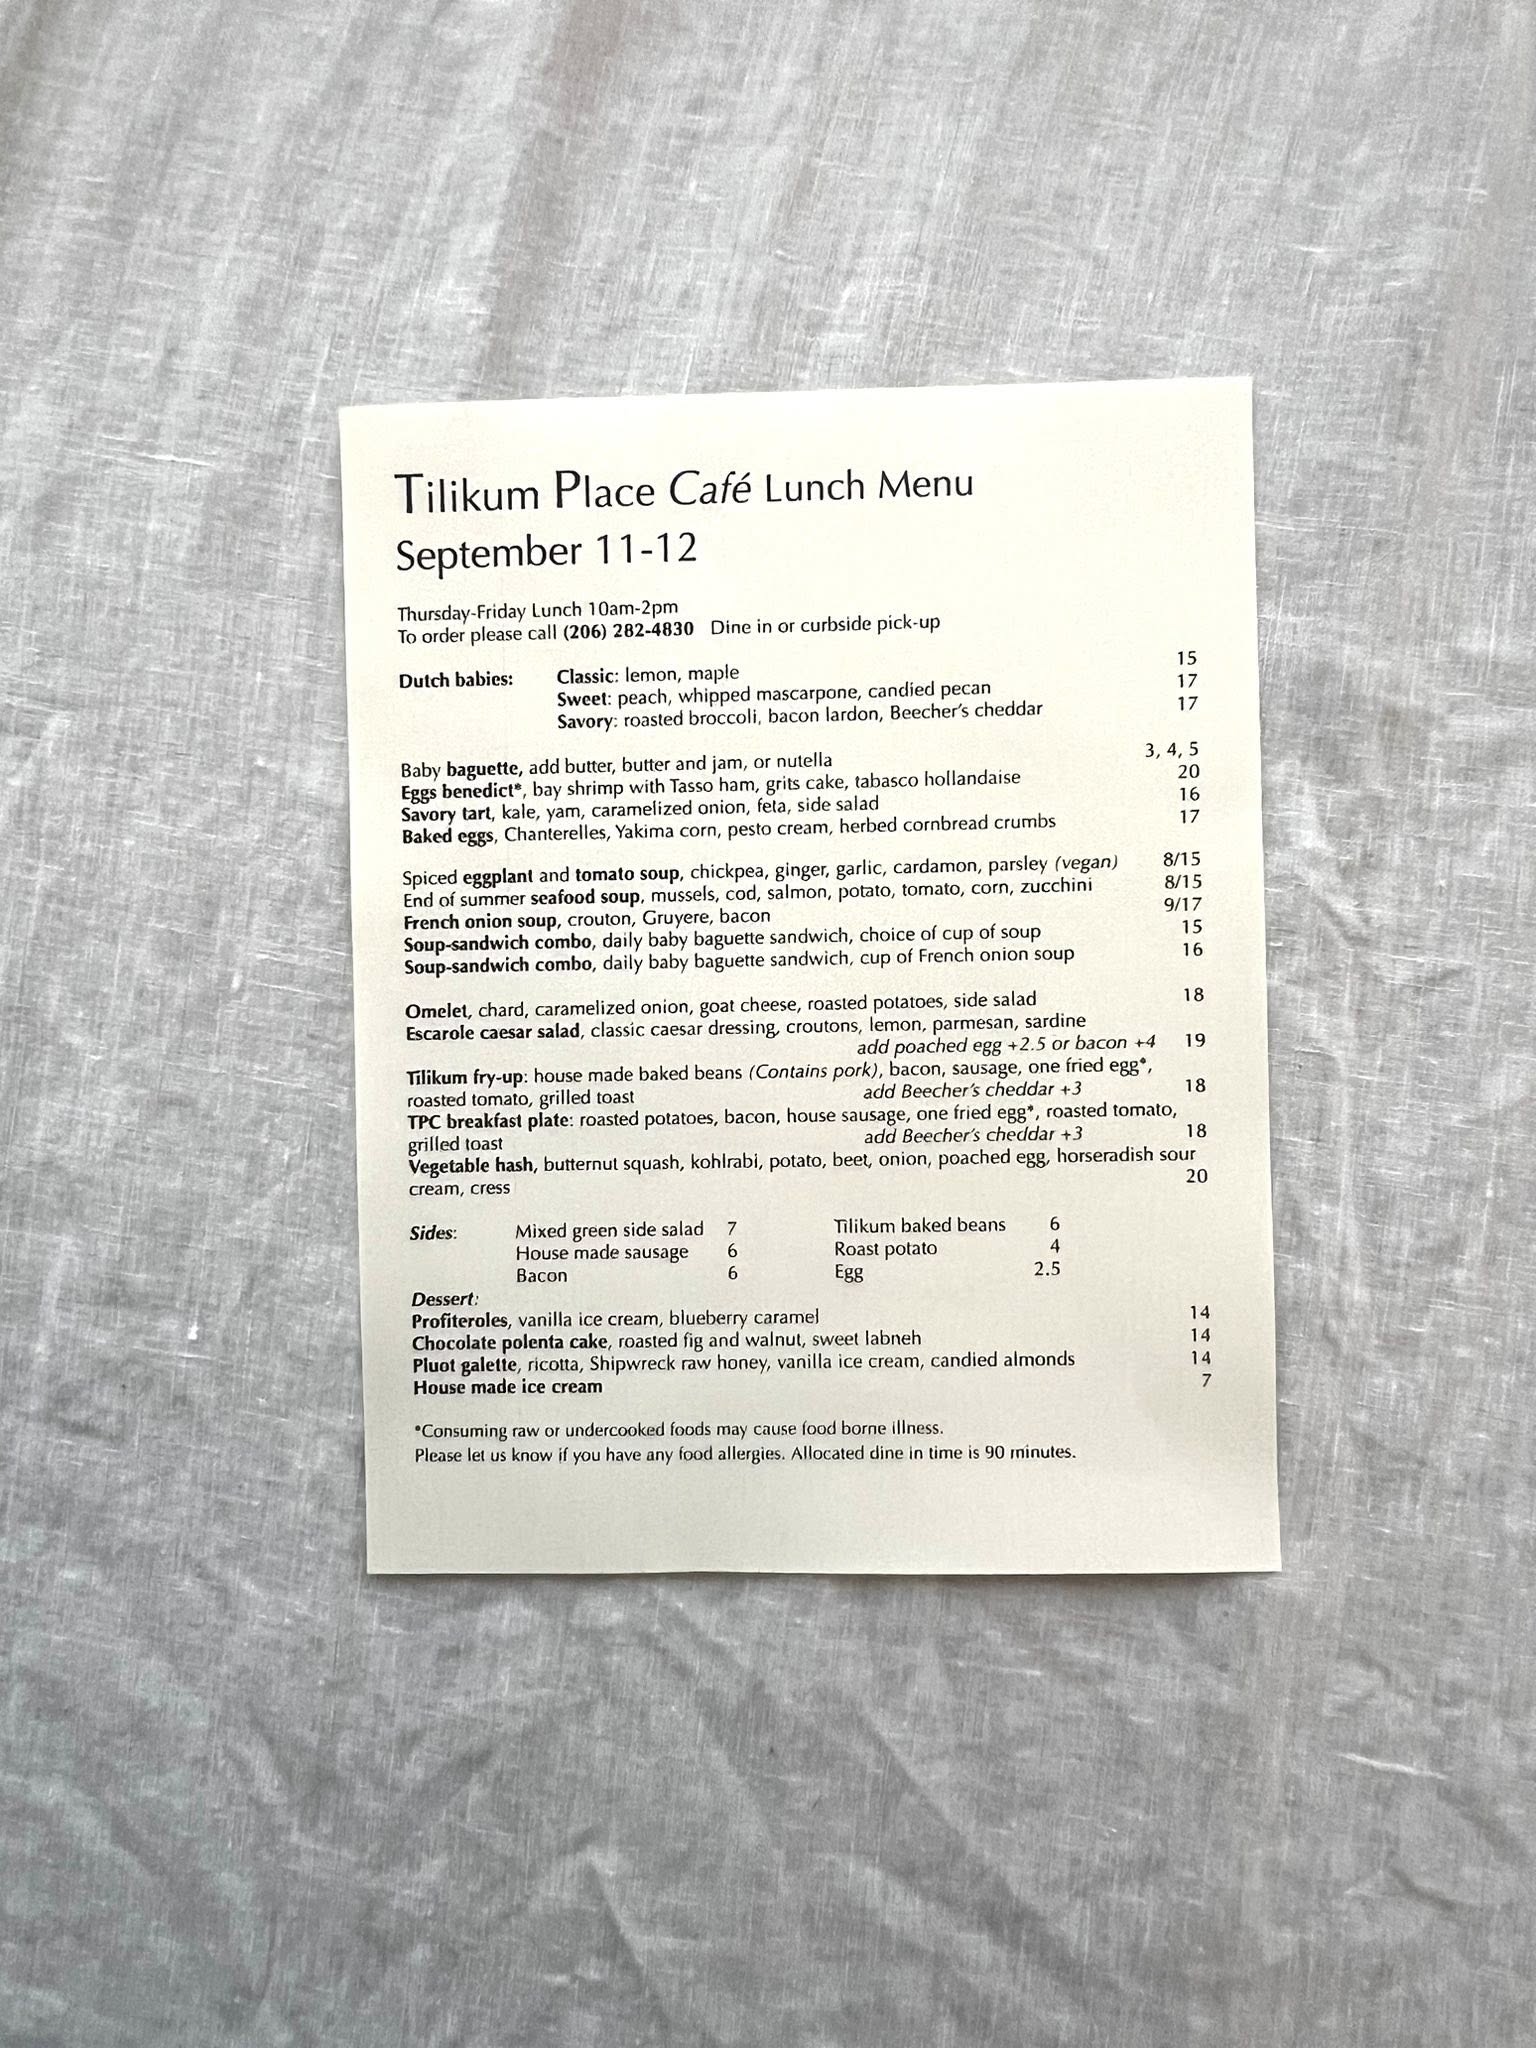 Tilikum Place Café Lunch Menu
September 11-12
Thursday-Friday Lunch 10am-2pm
To order please call (206) 282-4830 Dine in or curbside pick-up
Dutch babies: Classic: lemon, maple 15
Sweet: peach, whipped mascarpone, candied pecan 17
Savory: roasted broccoli, bacon lardon, Beecher's cheddar 17
Baby baguette, add butter, butter and jam, or nutella 3, 4, 5
Eggs benedict*, bay shrimp with Tasso ham, grits cake, tabasco hollandaise 20
Savory tart, kale, yam, caramelized onion, feta, side salad 16
Baked eggs, Chanterelles, Yakima corn, pesto cream, herbed cornbread crumbs 17
Spiced eggplant and tomato soup, chickpea, ginger, garlic, cardamon, parsley (vegan) 8/15
End of summer seafood soup, mussels, cod, salmon, potato, tomato, corn, zucchini 8/15
French onion soup, crouton, Gruyere, bacon 9/17
Soup-sandwich combo, daily baby baguette sandwich, choice of cup of soup 15
Soup-sandwich combo, daily baby baguette sandwich, cup of French onion soup 16
Omelet, chard, caramelized onion, goat cheese, roasted potatoes, side salad 18
Escarole caesar salad, classic caesar dressing, croutons, lemon, parmesan, sardine
add poached egg +2.5 or bacon +4 19
Tilikum fry-up: house made baked beans (Contains pork), bacon, sausage, one fried egg*,
roasted tomato, grilled toast add Beecher's cheddar +3 18
TPC breakfast plate: roasted potatoes, bacon, house sausage, one fried egg*, roasted tomato,
grilled toast add Beecher's cheddar +3 18
Vegetable hash, butternut squash, kohlrabi, potato, beet, onion, poached egg, horseradish sour
cream, cress 20
Sides: Mixed green side salad 7 Tilikum baked beans 6
House made sausage 6 Roast potato 4
Bacon 6 Egg 2.5
Dessert:
Profiteroles, vanilla ice cream, blueberry caramel 14
Chocolate polenta cake, roasted fig and walnut, sweet labneh 14
Pluot galette, ricotta, Shipwreck raw honey, vanilla ice cream, candied almonds 14
House made ice cream 7
*Consuming raw or undercooked foods may cause food borne illness.
Please let us know if you have any food allergies. Allocated dine in time is 90 minutes.